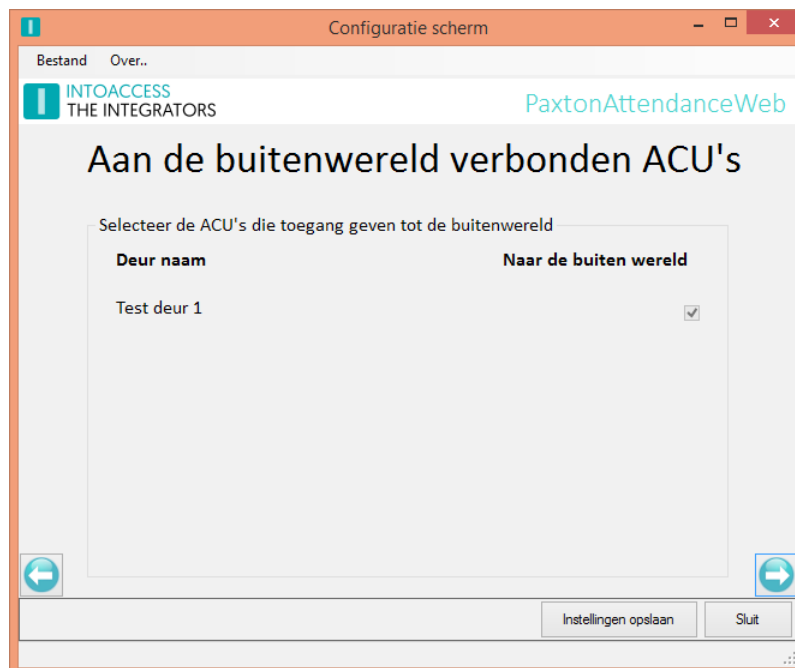 Configuratie scherm
Bestand Over..
INTOACCESS
THE INTEGRATORS
PaxtonAttendanceWeb
Aan de buitenwereld verbonden ACU's
Selecteer de ACU's die toegang geven tot de buitenwereld
Deur naam Naar de buiten wereld
Test deur 1
Instellingen opslaan Sluit